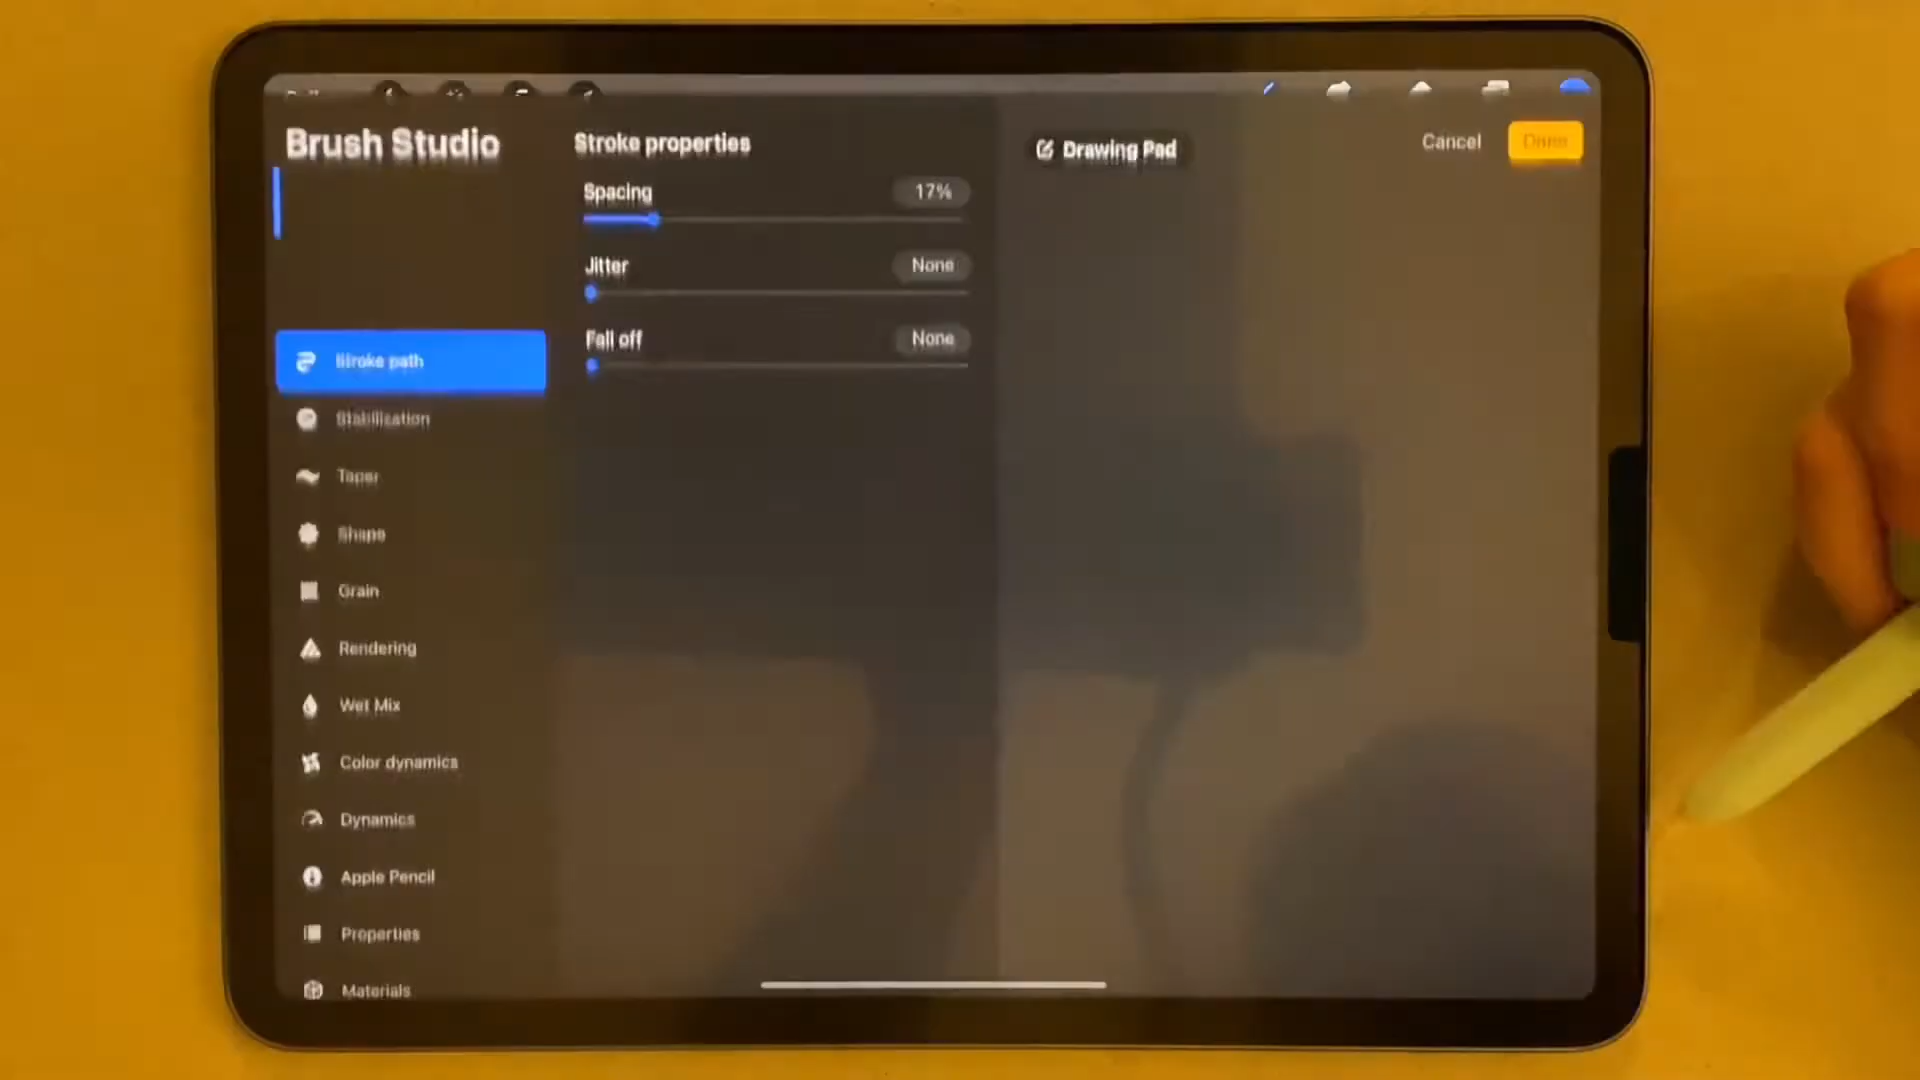 Brush Studio
Stroke properties
Drawing Pad
Cancel
Done
Spacing
17%
Jitter
None
Fall off
None
Stroke path
Stabilisation
Taper
Shape
Grain
Rendering
Wet Mix
Color dynamics
Dynamics
Apple Pencil
Properties
Materials